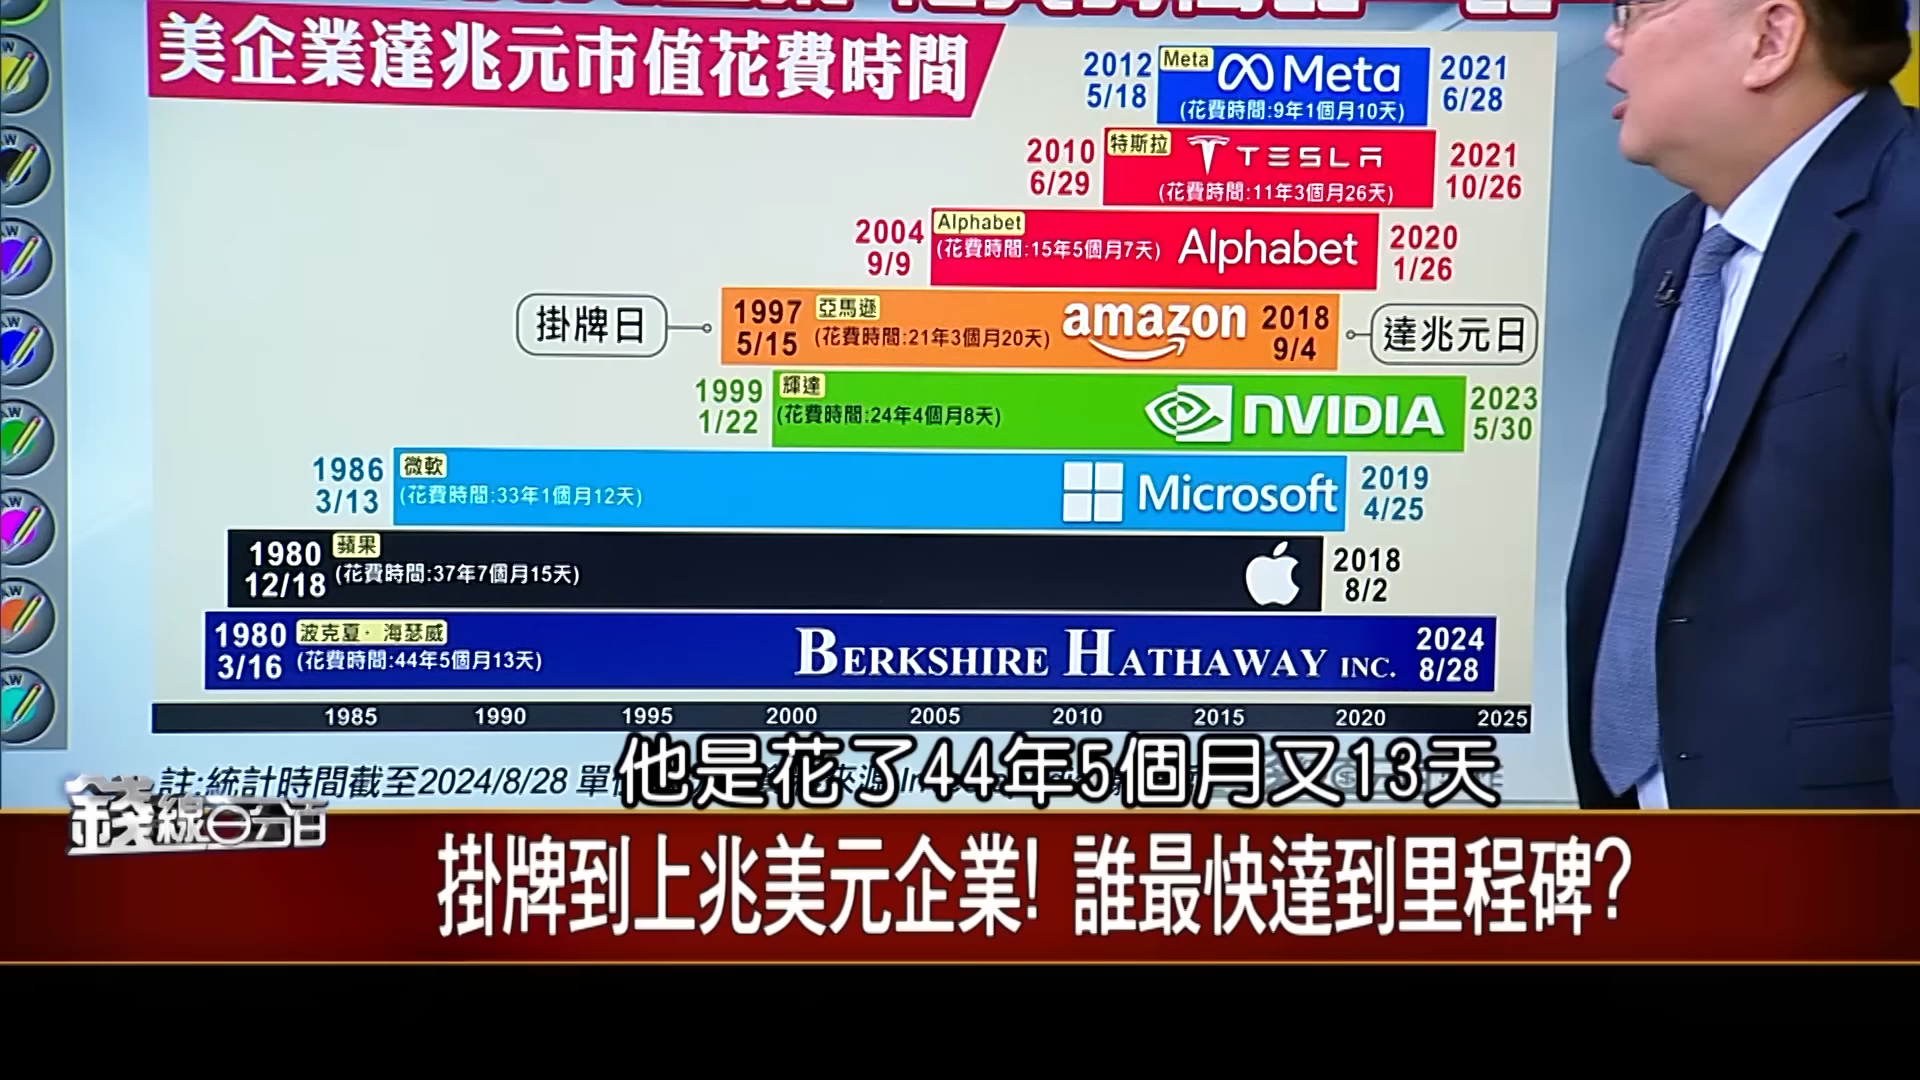 美企業達兆元市值花費時間
2012
5/18
Meta
Meta
(花費時間:9年1個月10天)
2021
6/28
2010
6/29
特斯拉
TESLA
(花費時間:11年3個月26天)
2021
10/26
2004
9/9
Alphabet
(花費時間:15年5個月7天)
Alphabet
2020
1/26
掛牌日
1997
5/15
亞馬遜
(花費時間:21年3個月20天)
amazon
2018
9/4
達兆元日
1999
1/22
輝達
(花費時間:24年4個月8天)
NVIDIA
2023
5/30
1986
3/13
微軟
(花費時間:33年1個月12天)
Microsoft
2019
4/25
1980
12/18
蘋果
(花費時間:37年7個月15天)
2018
8/2
1980
3/16
波克夏·海瑟威
(花費時間:44年5個月13天)
BERKSHIRE HATHAWAY INC.
2024
8/28
1985 1990 1995 2000 2005 2010 2015 2020 2025
註:統計時間截至2024/8/28
他是花了44年5個月又13天
錢線百分百
掛牌到上兆美元企業! 誰最快達到里程碑?